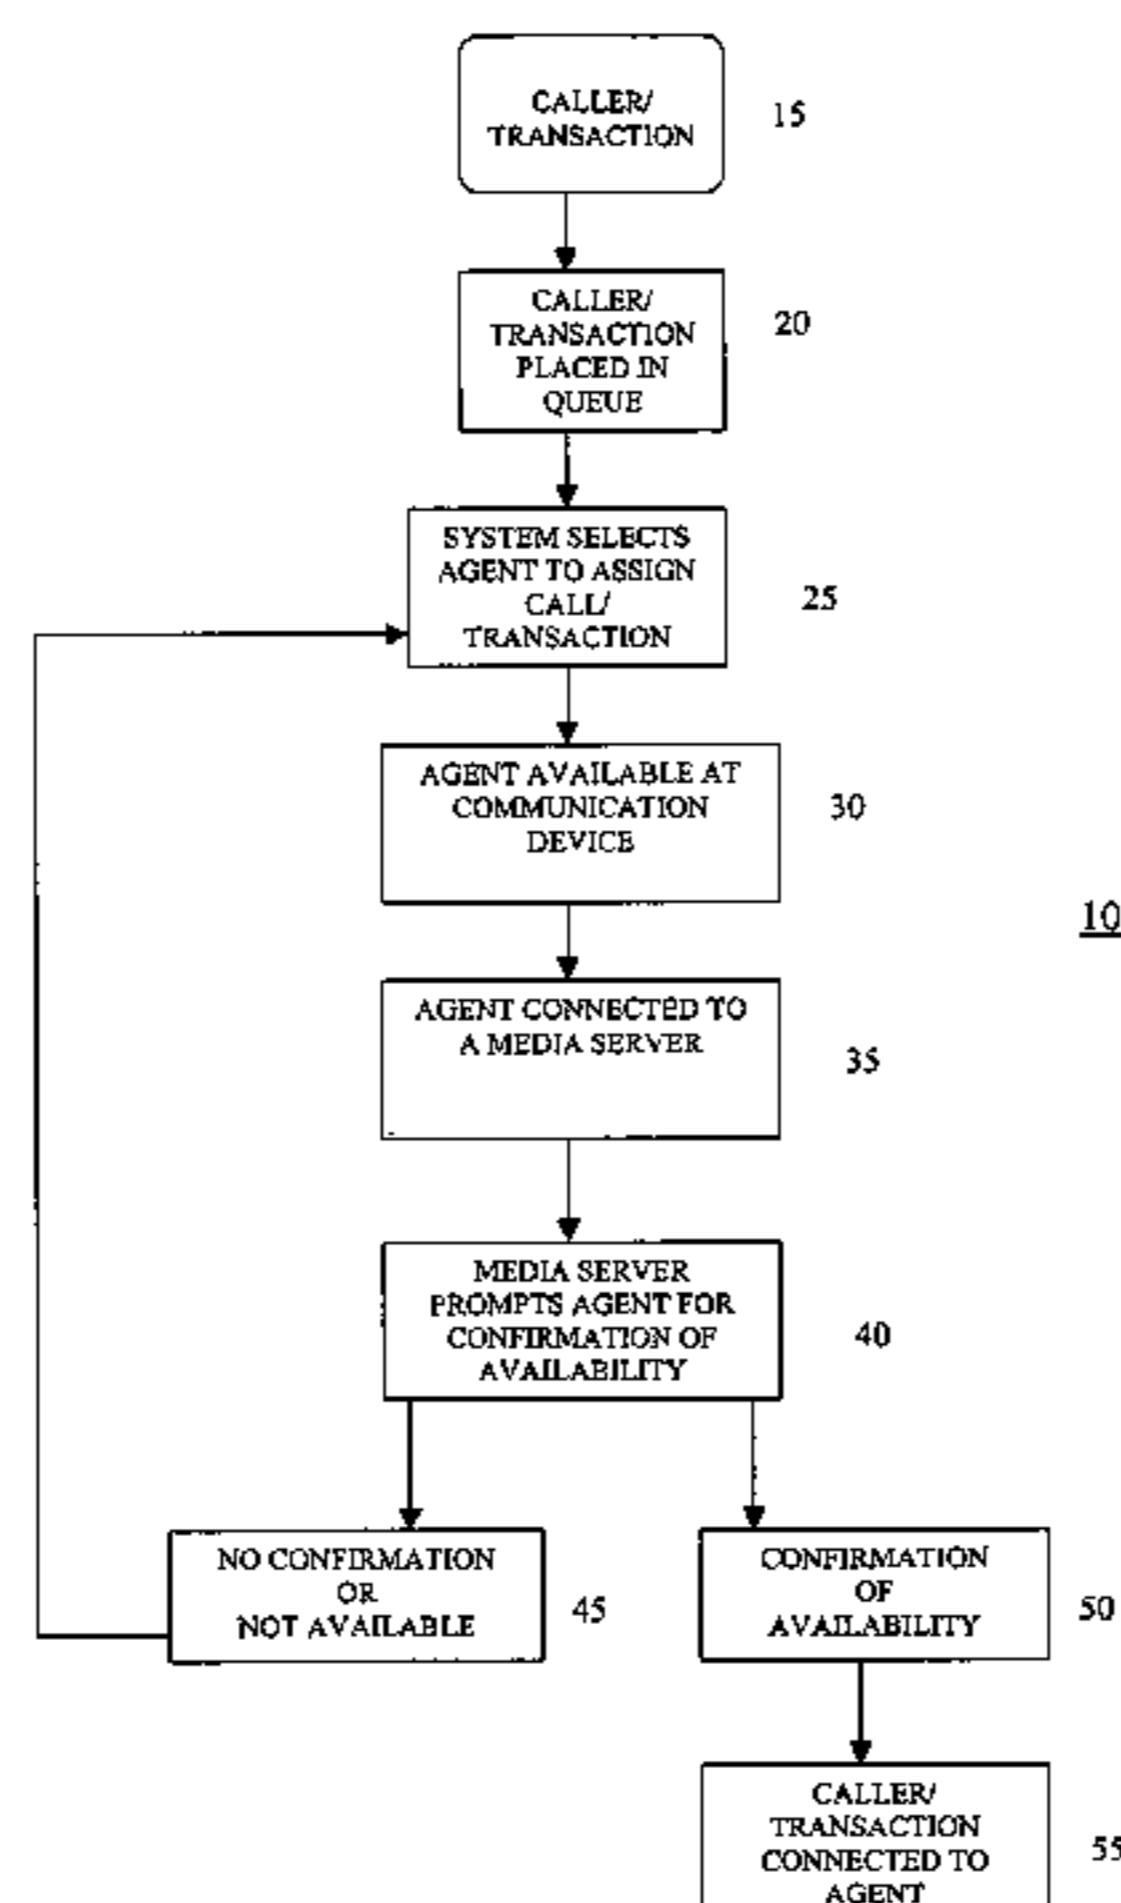 CALLER/
TRANSACTION
15
CALLER/
TRANSACTION
PLACED IN
QUEUE
20
SYSTEM SELECTS
AGENT TO ASSIGN
CALL/
TRANSACTION
25
AGENT AVAILABLE AT
COMMUNICATION
DEVICE
30
10
AGENT CONNECTED TO
A MEDIA SERVER
35
MEDIA SERVER
PROMPTS AGENT FOR
CONFIRMATION OF
AVAILABILITY
40
NO CONFIRMATION
OR
NOT AVAILABLE
45
CONFIRMATION
OF
AVAILABILITY
50
CALLER/
TRANSACTION
CONNECTED TO
AGENT
55